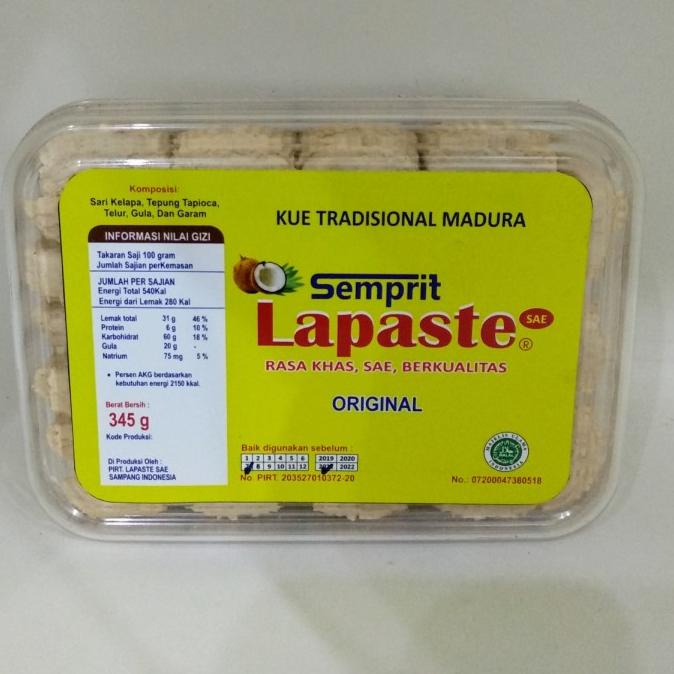 Komposisi:
Sari Kelapa, Tepung Tapioca,
Telur, Gula, Dan Garam
INFORMASI NILAI GIZI
Takaran Saji 100 gram
Jumlah Sajian perKemasan
JUMLAH PER SAJIAN
Energi Total 540Kal
Energi dari Lemak 280 Kal
Lemak total 31 g 46 %
Protein 6 g 10 %
Karbohidrat 60 g 18 %
Gula 20 g -
Natrium 75 mg 5 %
• Persen AKG berdasarkan
kebutuhan energi 2150 kkal.
Berat Bersih :
345 g
Kode Produksi:
Di Produksi Oleh :
PIRT. LAPASTE SAE
SAMPANG INDONESIA
KUE TRADISIONAL MADURA
Semprit
Lapaste SAE ®
RASA KHAS, SAE, BERKUALITAS
ORIGINAL
Baik digunakan sebelum :
1 2 3 4 5 6 2019 2020
8 9 10 11 12 2022
No. PIRT. 203527010372-20
MAJELIS ULAMA
HALAL
INDONESIA
No.: 07200047380518